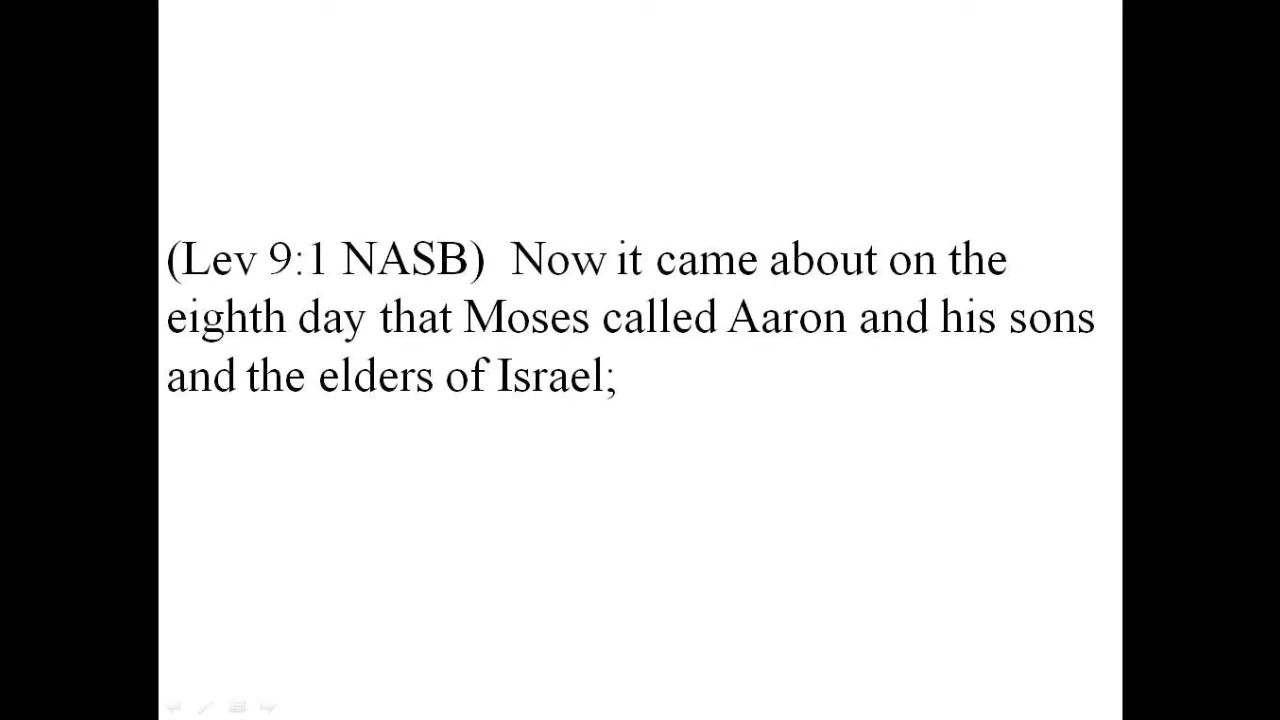 (Lev 9:1 NASB)  Now it came about on the
eighth day that Moses called Aaron and his sons
and the elders of Israel;